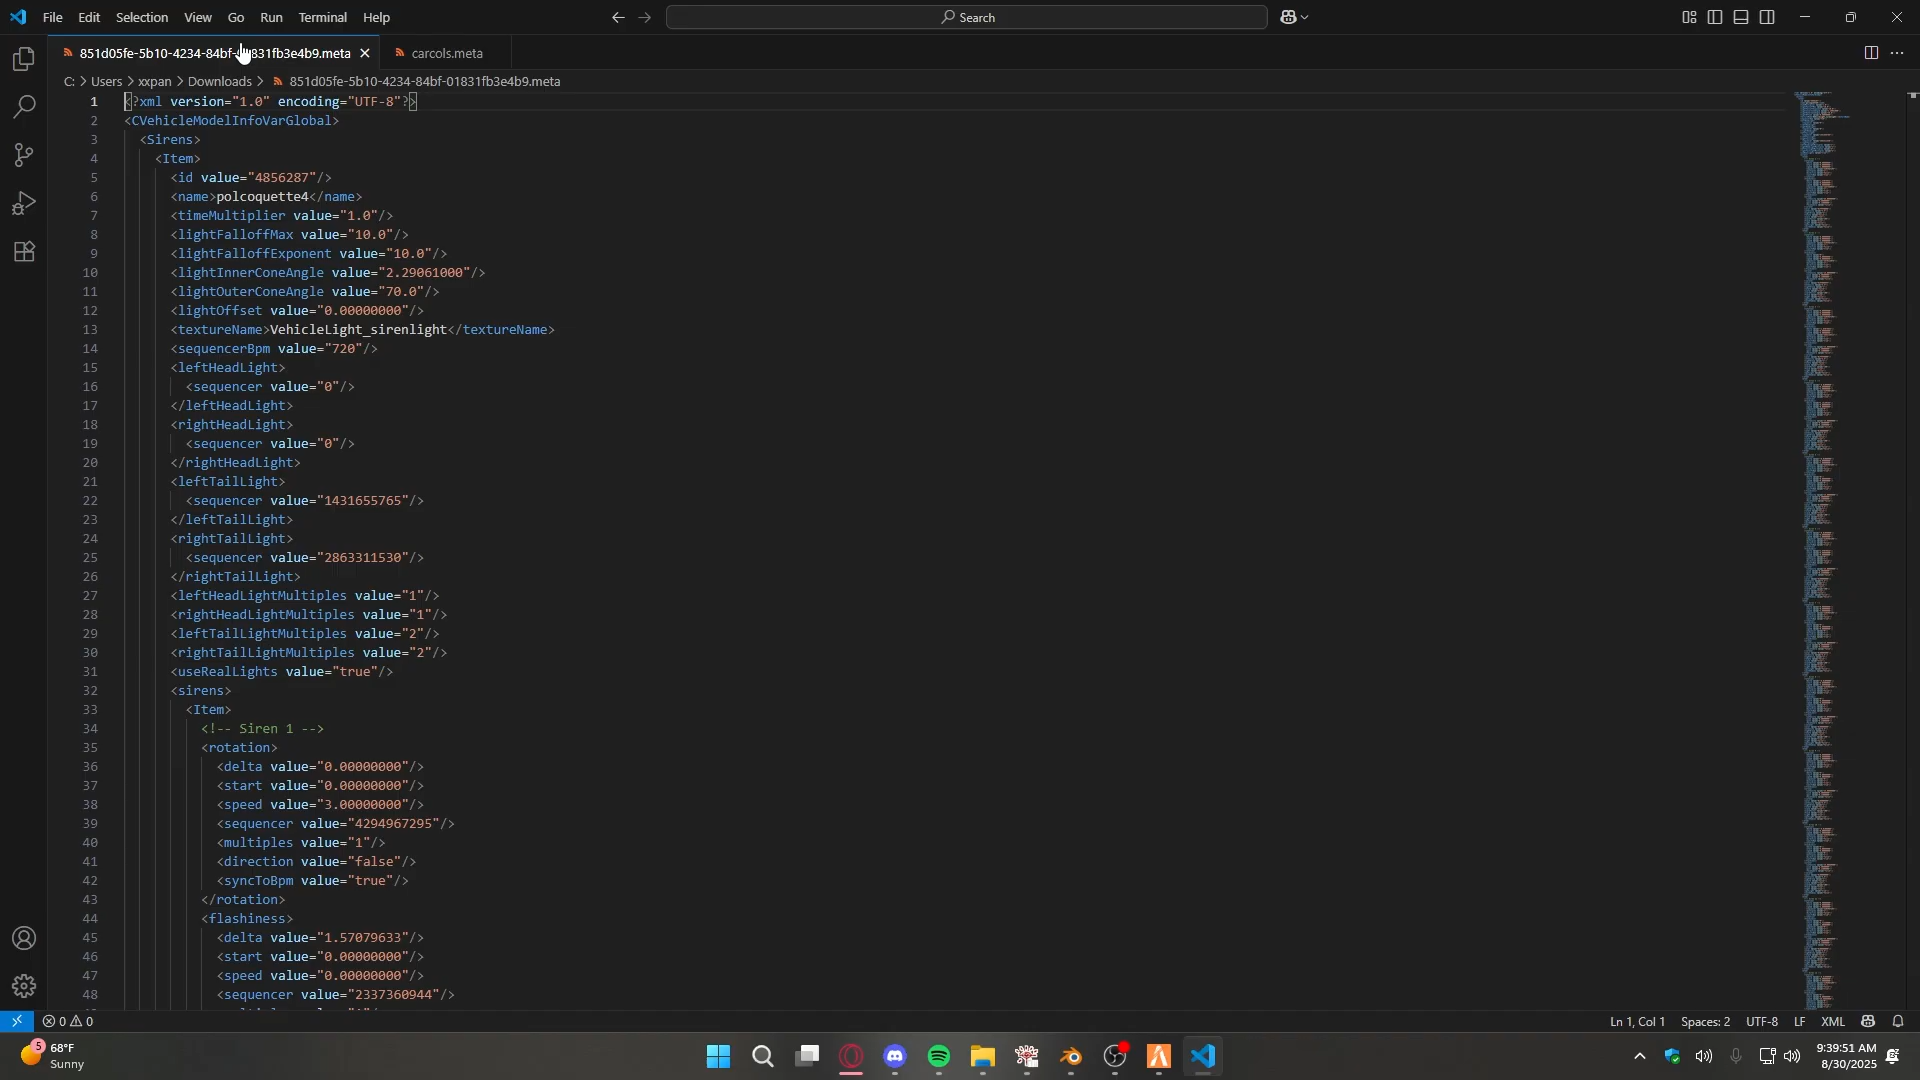 File Edit Selection View Go Run Terminal Help
Search
851d05fe-5b10-4234-84bf-01831fb3e4b9.meta
carcols.meta
C: > Users > xxpan > Downloads > 851d05fe-5b10-4234-84bf-01831fb3e4b9.meta
1 <?xml version="1.0" encoding="UTF-8"?>
2 <CVehicleModelInfoVarGlobal>
3 <Sirens>
4 <Item>
5 <id value="4856287"/>
6 <name>polcoquette4</name>
7 <timeMultiplier value="1.0"/>
8 <lightFalloffMax value="10.0"/>
9 <lightFalloffExponent value="10.0"/>
10 <lightInnerConeAngle value="2.29061000"/>
11 <lightOuterConeAngle value="70.0"/>
12 <lightOffset value="0.00000000"/>
13 <textureName>VehicleLight_sirenlight</textureName>
14 <sequencerBpm value="720"/>
15 <leftHeadLight>
16 <sequencer value="0"/>
17 </leftHeadLight>
18 <rightHeadLight>
19 <sequencer value="0"/>
20 </rightHeadLight>
21 <leftTailLight>
22 <sequencer value="1431655765"/>
23 </leftTailLight>
24 <rightTailLight>
25 <sequencer value="2863311530"/>
26 </rightTailLight>
27 <leftHeadLightMultiples value="1"/>
28 <rightHeadLightMultiples value="1"/>
29 <leftTailLightMultiples value="2"/>
30 <rightTailLightMultiples value="2"/>
31 <useRealLights value="true"/>
32 <sirens>
33 <Item>
34 <!-- Siren 1 -->
35 <rotation>
36 <delta value="0.00000000"/>
37 <start value="0.00000000"/>
38 <speed value="3.00000000"/>
39 <sequencer value="4294967295"/>
40 <multiples value="1"/>
41 <direction value="false"/>
42 <syncToBpm value="true"/>
43 </rotation>
44 <flashiness>
45 <delta value="1.57079633"/>
46 <start value="0.00000000"/>
47 <speed value="0.00000000"/>
48 <sequencer value="2337360944"/>
0 0
Ln 1, Col 1 Spaces: 2 UTF-8 LF XML
5
68°F
Sunny
9:39:51 AM
8/30/2025